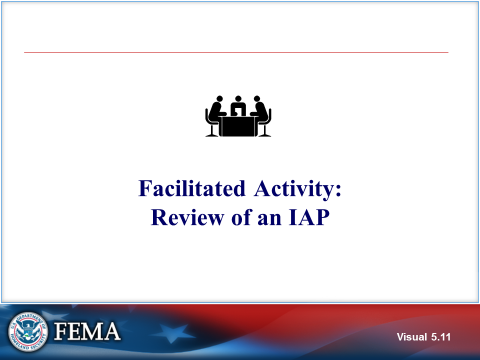 Facilitated Activity:
Review of an IAP
FEMA
Visual 5.11